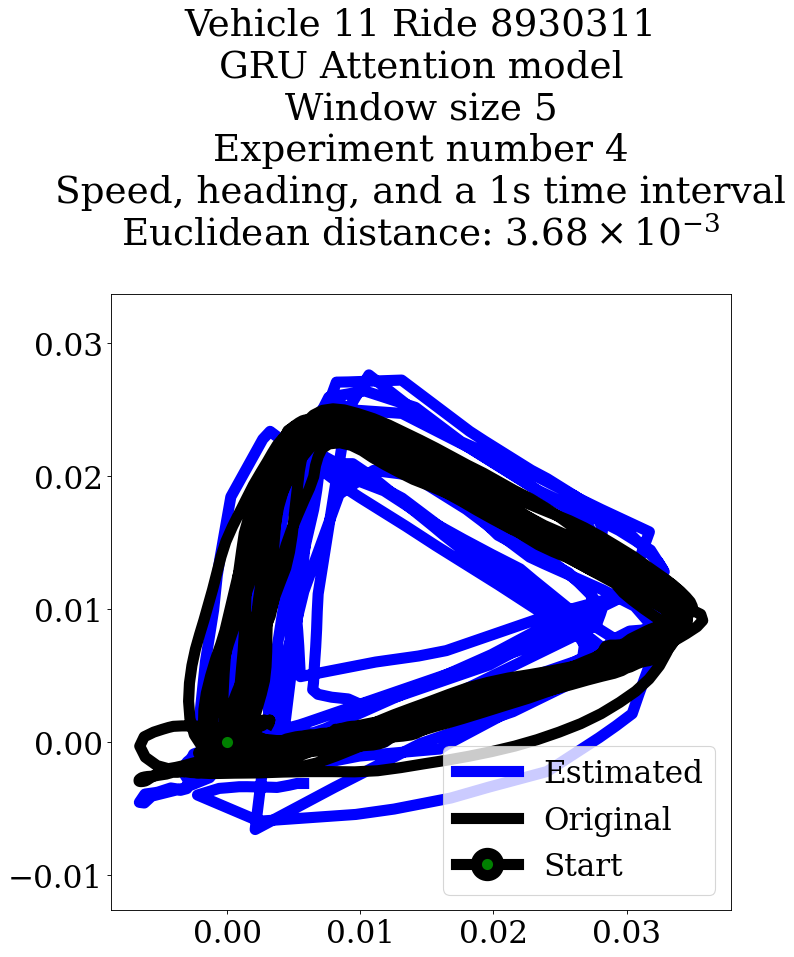 Vehicle 11 Ride 8930311
GRU Attention model
Window size 5
Experiment number 4
Speed, heading, and a 1s time interval
Euclidean distance: 3.68 × 10⁻³
0.03
0.02
0.01
0.00
−0.01
Estimated
Original
Start
0.00 0.01 0.02 0.03